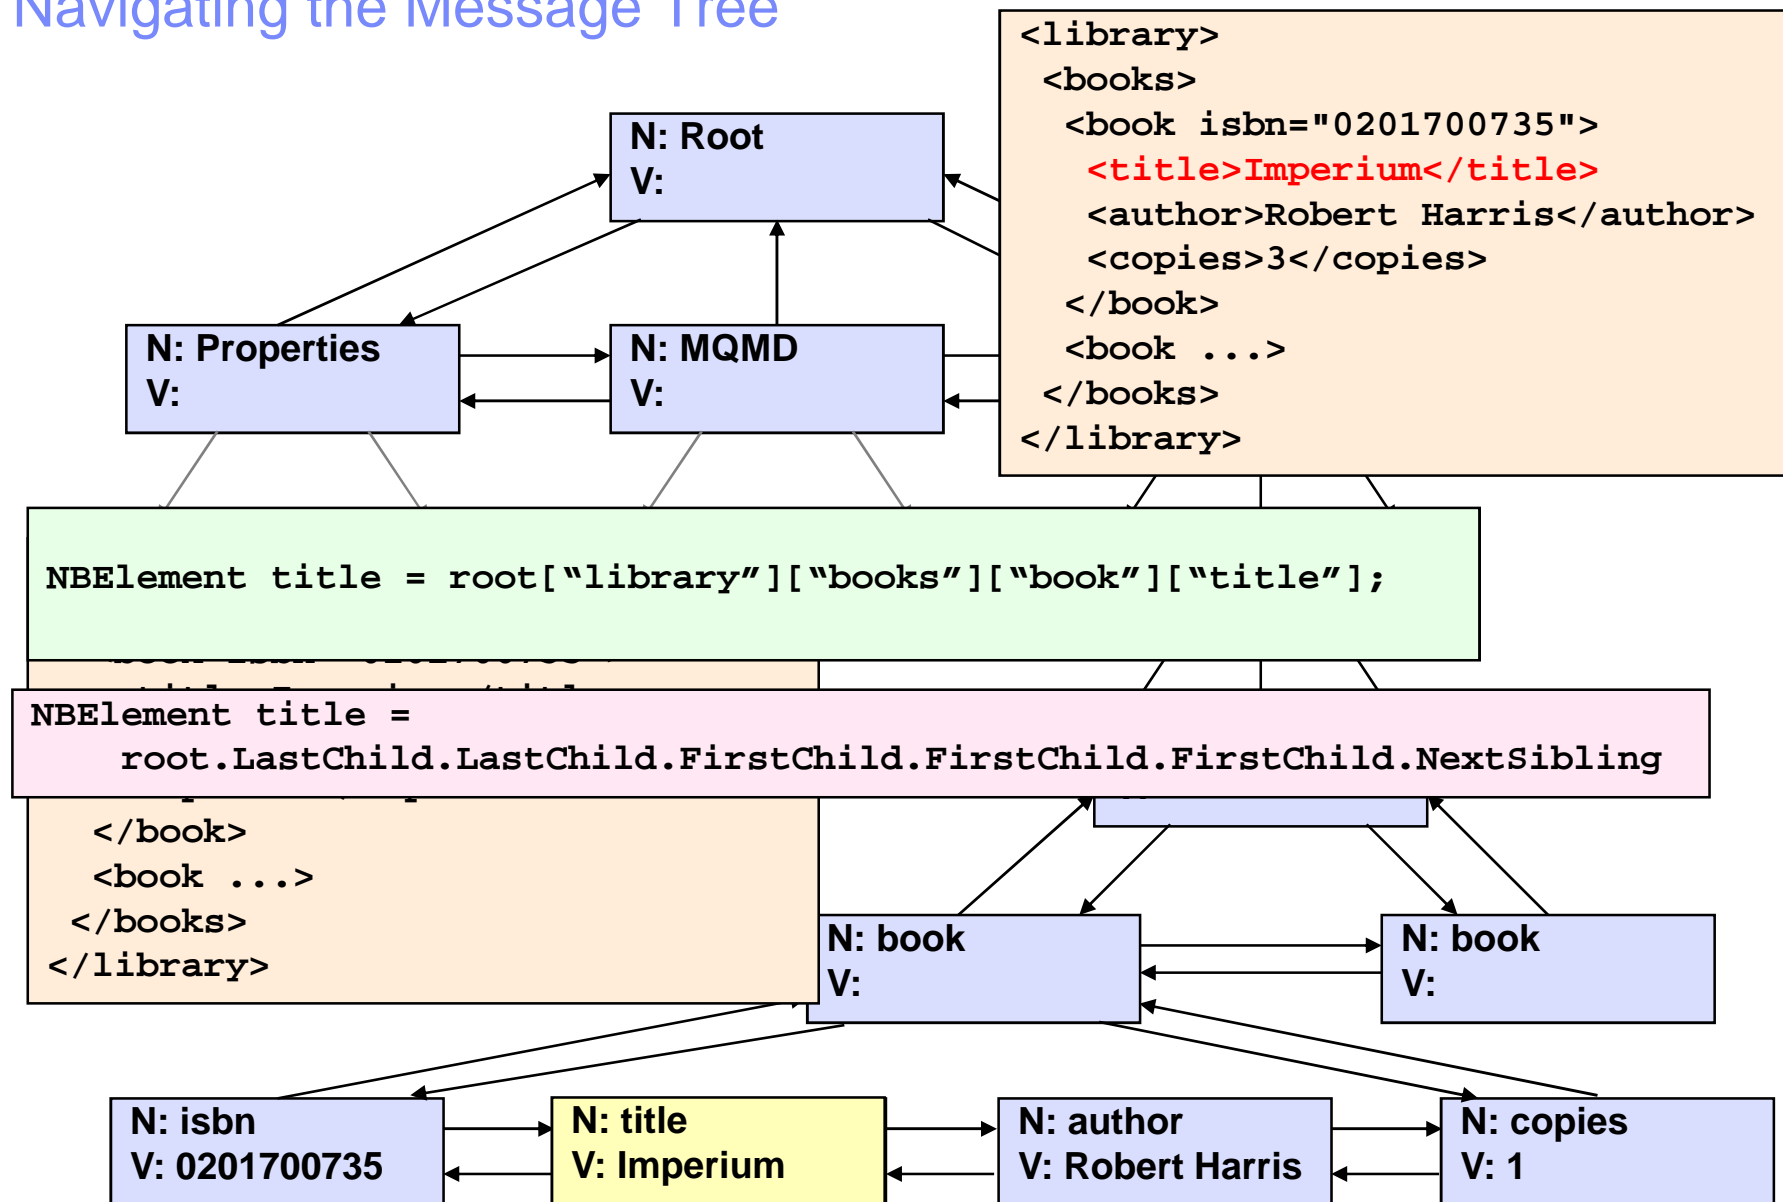 Navigating the Message Tree
<library>
<books>
<book isbn="0201700735">
<title>Imperium</title>
<author>Robert Harris</author>
<copies>3</copies>
</book>
<book ...>
</books>
</library>
N: Root
V:
N: Properties
V:
N: MQMD
V:
NBElement title = root[“library”][“books”][“book”][“title”];
NBElement title =
root.LastChild.LastChild.FirstChild.FirstChild.FirstChild.NextSibling
</book>
<book ...>
</books>
</library>
N: book
V:
N: book
V:
N: isbn
V: 0201700735
N: title
V: Imperium
N: author
V: Robert Harris
N: copies
V: 1